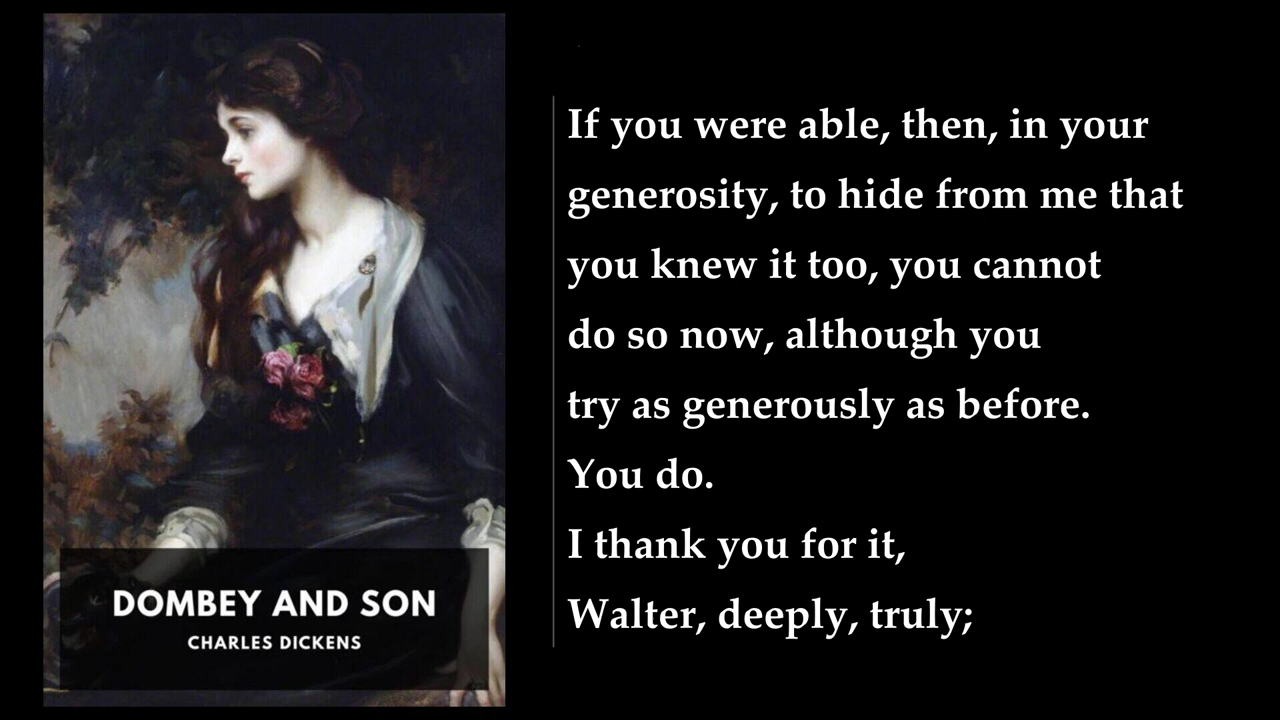 DOMBEY AND SON
CHARLES DICKENS
If you were able, then, in your
generosity, to hide from me that
you knew it too, you cannot
do so now, although you
try as generously as before.
You do.
I thank you for it,
Walter, deeply, truly;